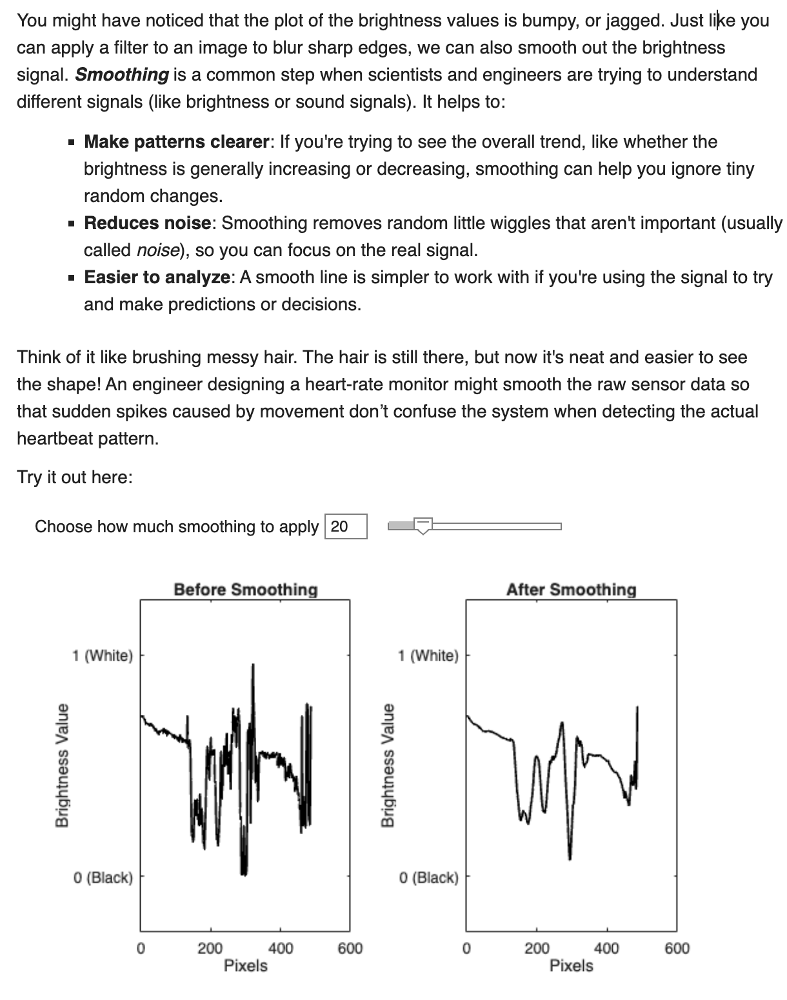 You might have noticed that the plot of the brightness values is bumpy, or jagged. Just like you
can apply a filter to an image to blur sharp edges, we can also smooth out the brightness
signal. Smoothing is a common step when scientists and engineers are trying to understand
different signals (like brightness or sound signals). It helps to:
▪ Make patterns clearer: If you're trying to see the overall trend, like whether the
brightness is generally increasing or decreasing, smoothing can help you ignore tiny
random changes.
▪ Reduces noise: Smoothing removes random little wiggles that aren't important (usually
called noise), so you can focus on the real signal.
▪ Easier to analyze: A smooth line is simpler to work with if you're using the signal to try
and make predictions or decisions.
Think of it like brushing messy hair. The hair is still there, but now it's neat and easier to see
the shape! An engineer designing a heart-rate monitor might smooth the raw sensor data so
that sudden spikes caused by movement don’t confuse the system when detecting the actual
heartbeat pattern.
Try it out here:
Choose how much smoothing to apply 20
Before Smoothing
1 (White)
Brightness Value
0 (Black)
0 200 400 600
Pixels
After Smoothing
1 (White)
Brightness Value
0 (Black)
0 200 400 600
Pixels